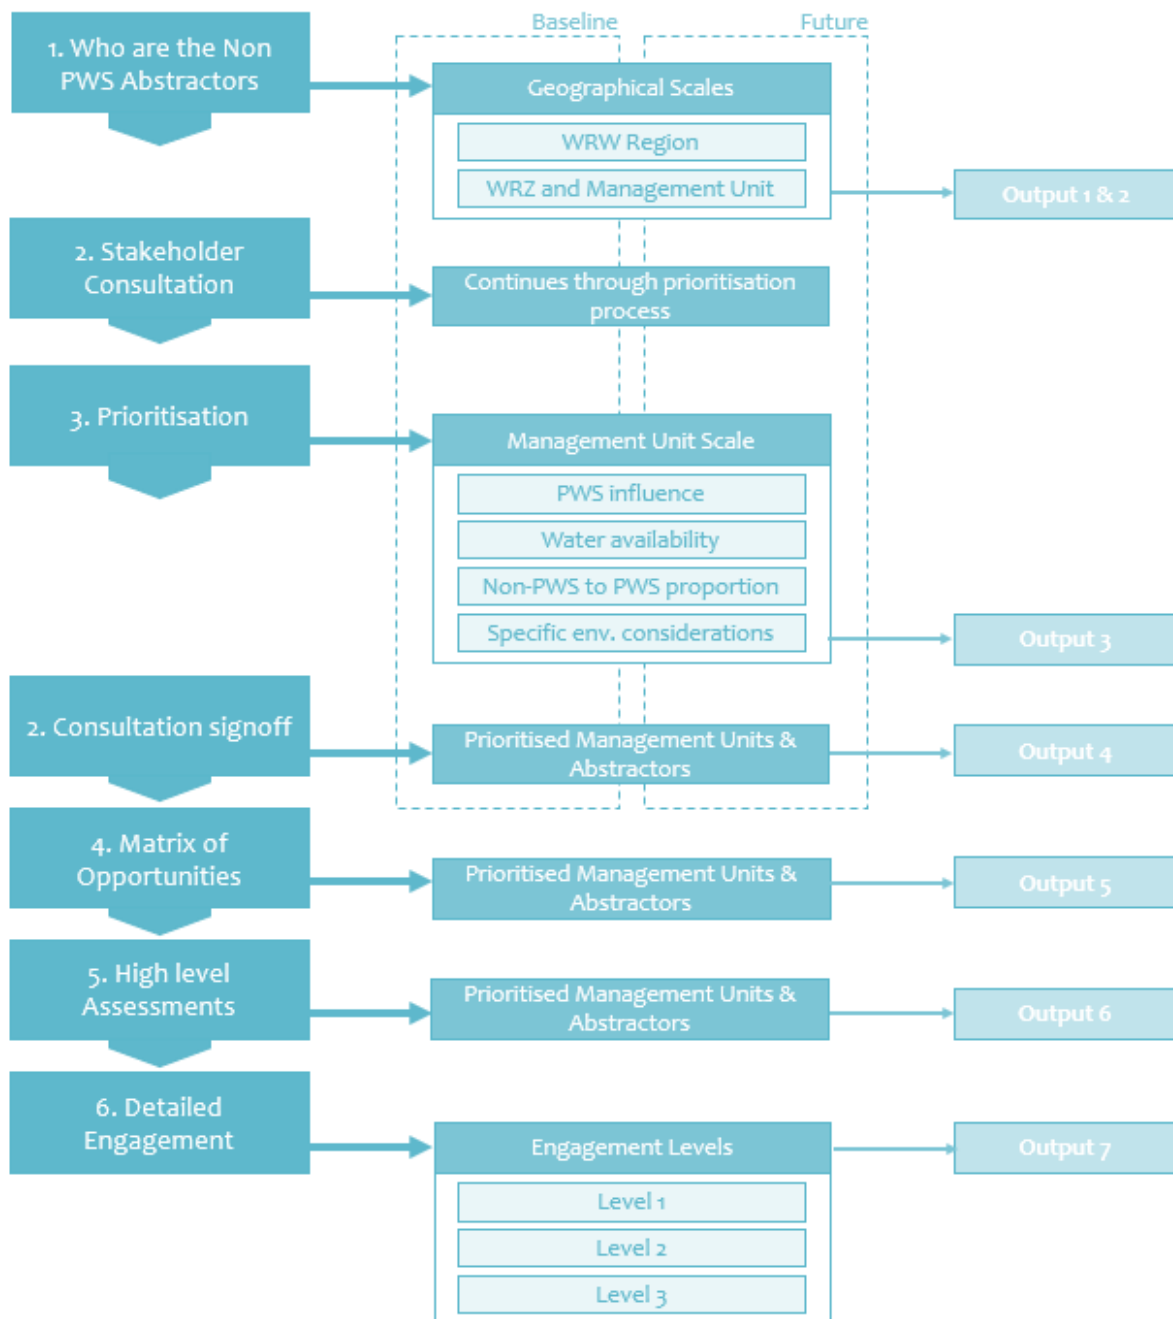 Baseline
Future
1. Who are the Non
PWS Abstractors
Geographical Scales
WRW Region
WRZ and Management Unit
Output 1 & 2
2. Stakeholder
Consultation
Continues through prioritisation
process
3. Prioritisation
Management Unit Scale
PWS influence
Water availability
Non-PWS to PWS proportion
Specific env. considerations
Output 3
2. Consultation signoff
Prioritised Management Units &
Abstractors
Output 4
4. Matrix of
Opportunities
Prioritised Management Units &
Abstractors
Output 5
5. High level
Assessments
Prioritised Management Units &
Abstractors
Output 6
6. Detailed
Engagement
Engagement Levels
Level 1
Level 2
Level 3
Output 7